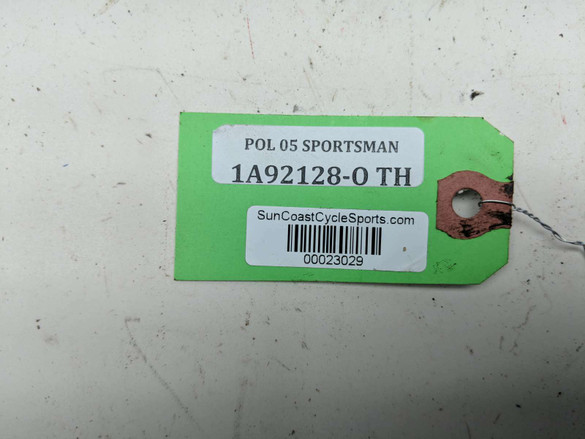 POL 05 SPORTSMAN
1A92128-O TH
SunCoastCycleSports.com
00023029